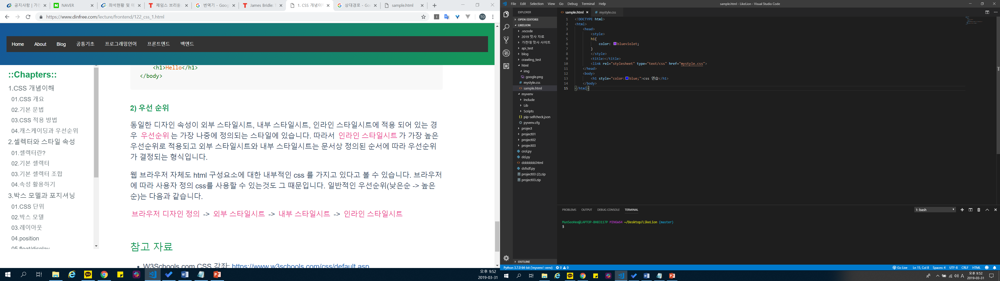 공지사항 | 가천
NAVER
좌석현황 및 예
제임스 브리들:
번역기 - Goog
James Bridle: T
1. CSS 개념이해
상대경로 - Goo
sample.html
https://www.dinfree.com/lecture/frontend/122_css_1.html
TO
Home About Blog 공통기초 프로그래밍언어 프론트엔드 백엔드
::Chapters::
1.CSS 개념이해
01.CSS 개요
02.기본 문법
03.CSS 적용 방법
04.캐스케이딩과 우선순위
2.셀렉터와 스타일 속성
01.셀렉터란?
02.기본 셀렉터
03.기본 셀렉터 조합
04.속성 활용하기
3.박스 모델과 포지셔닝
01.CSS 단위
02.박스 모델
03.레이아웃
04.position
05.float/display
<h1>Hello</h1>
</body>
2) 우선 순위
동일한 디자인 속성이 외부 스타일시트, 내부 스타일시트, 인라인 스타일시트에 적용 되어 있는 경
우 우선순위 는 가장 나중에 정의되는 스타일에 있습니다. 따라서 인라인 스타일시트 가 가장 높은
우선순위로 적용되고 외부 스타일시트와 내부 스타일시트는 문서상 정의된 순서에 따라 우선순위
가 결정되는 형식입니다.
웹 브라우저 자체도 html 구성요소에 대한 내부적인 css 를 가지고 있다고 볼 수 있습니다. 브라우저
에 따라 사용자 정의 css를 사용할 수 있는것도 그 때문입니다. 일반적인 우선순위(낮은순 -> 높은
순)는 다음과 같습니다.
브라우저 디자인 정의 -> 외부 스타일시트 -> 내부 스타일시트 -> 인라인 스타일시트
참고 자료
W3Schools.com CSS 강좌: https://www.w3schools.com/css/default.asp
오후 9:52
2019-03-31
File Edit Selection View Go Debug Terminal Help
sample.html - LikeLion - Visual Studio Code
EXPLORER
OPEN EDITORS
LIKELION
.vscode
2019 멋사 자료
가천대 멋사 사이트
api_test
blog
crawling_test
html
img
google.png
mystyle.css
sample.html
myvenv
Include
Lib
Scripts
pip-selfcheck.json
pyvenv.cfg
project
project01
project02
project03
crol.py
dd.py
ddddddd.html
dsfsdf.py
project03 (2).zip
project03.zip
OUTLINE
sample.html
mystyle.css
1 <!DOCTYPE html>
2 <html>
3 <head>
4 <style>
5 h1{
6 color: blueviolet;
7 }
8 </style>
9 <title></title>
10 <link rel="stylesheet" type="text/css" href="mystyle.css">
11 </head>
12 <body>
13 <h1 style="color:blue;">css 연습</h1>
14 </body>
15 </html>
PROBLEMS OUTPUT DEBUG CONSOLE TERMINAL
1: bash
MunSeoHee@LAPTOP-BH83117P MINGW64 ~/Desktop/LikeLion (master)
$
Python 3.7.0 64-bit ('myvenv': venv) 0 0
Go Live Ln 15, Col 8 Spaces: 4 UTF-8 CRLF HTML
A
오후 9:52
2019-03-31